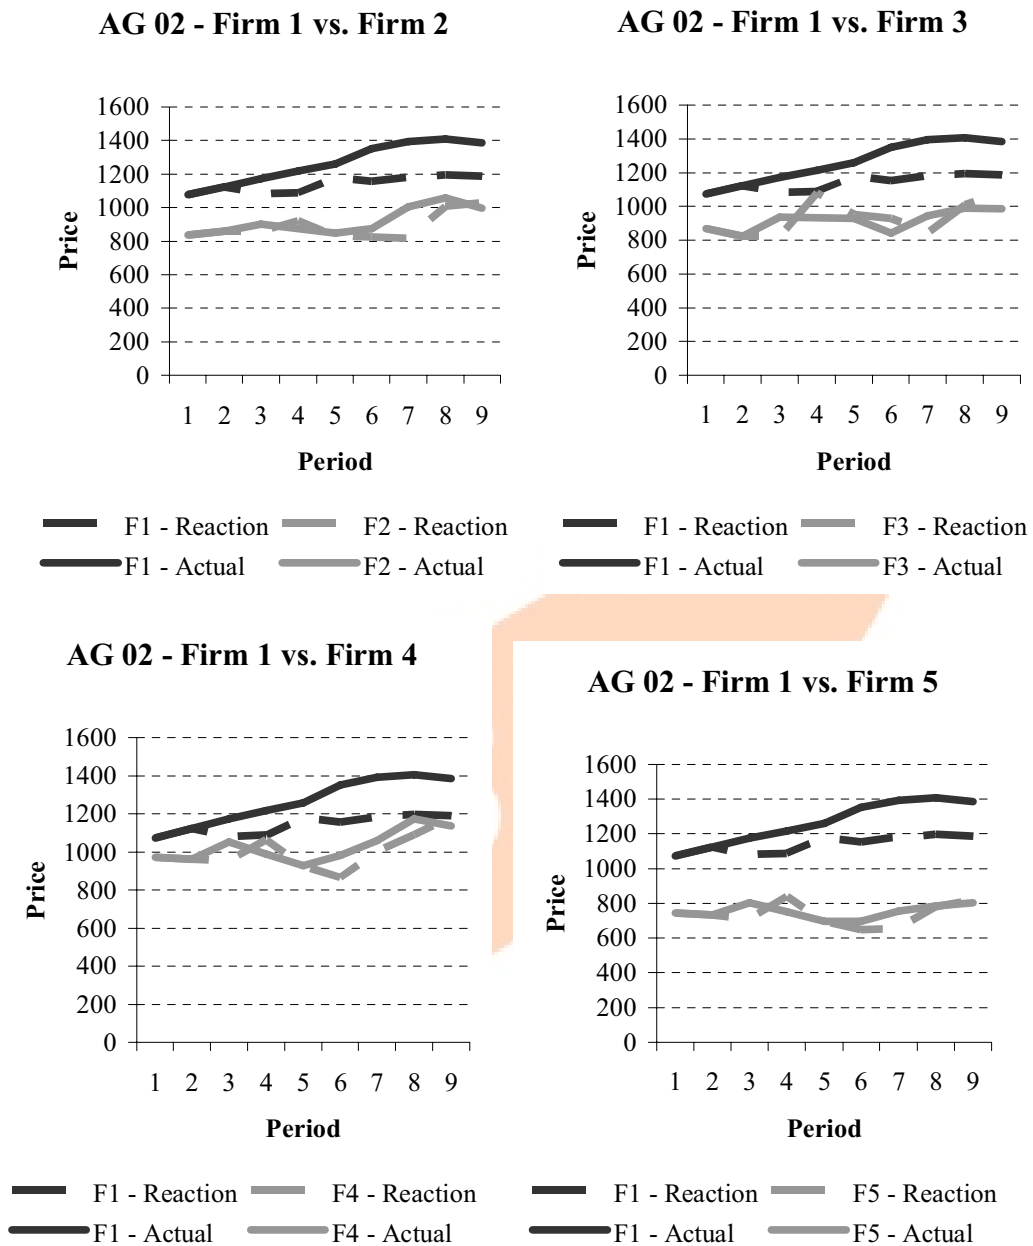 AG 02 - Firm 1 vs. Firm 2
1600
1400
1200
1000
800
600
400
200
0
Price
1 2 3 4 5 6 7 8 9
Period
F1 - Reaction F2 - Reaction
F1 - Actual F2 - Actual
AG 02 - Firm 1 vs. Firm 3
1600
1400
1200
1000
800
600
400
200
0
Price
1 2 3 4 5 6 7 8 9
Period
F1 - Reaction F3 - Reaction
F1 - Actual F3 - Actual
AG 02 - Firm 1 vs. Firm 4
1600
1400
1200
1000
800
600
400
200
0
Price
1 2 3 4 5 6 7 8 9
Period
F1 - Reaction F4 - Reaction
F1 - Actual F4 - Actual
AG 02 - Firm 1 vs. Firm 5
1600
1400
1200
1000
800
600
400
200
0
Price
1 2 3 4 5 6 7 8 9
Period
F1 - Reaction F5 - Reaction
F1 - Actual F5 - Actual